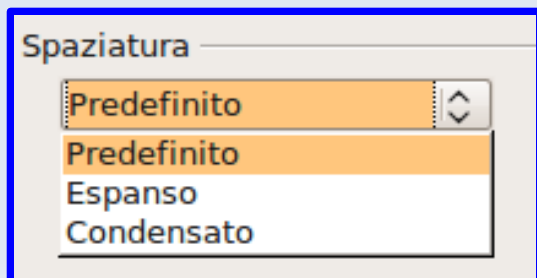 Spaziatura
Predefinito
Predefinito
Espanso
Condensato